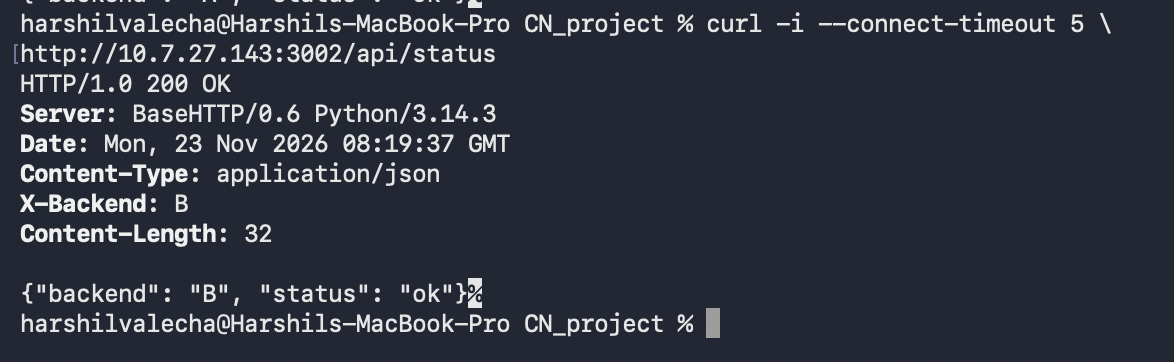 harshilvalecha@Harshils-MacBook-Pro CN_project % curl -i --connect-timeout 5 \
[http://10.7.27.143:3002/api/status
HTTP/1.0 200 OK
Server: BaseHTTP/0.6 Python/3.14.3
Date: Mon, 23 Nov 2026 08:19:37 GMT
Content-Type: application/json
X-Backend: B
Content-Length: 32

{"backend": "B", "status": "ok"}%
harshilvalecha@Harshils-MacBook-Pro CN_project %